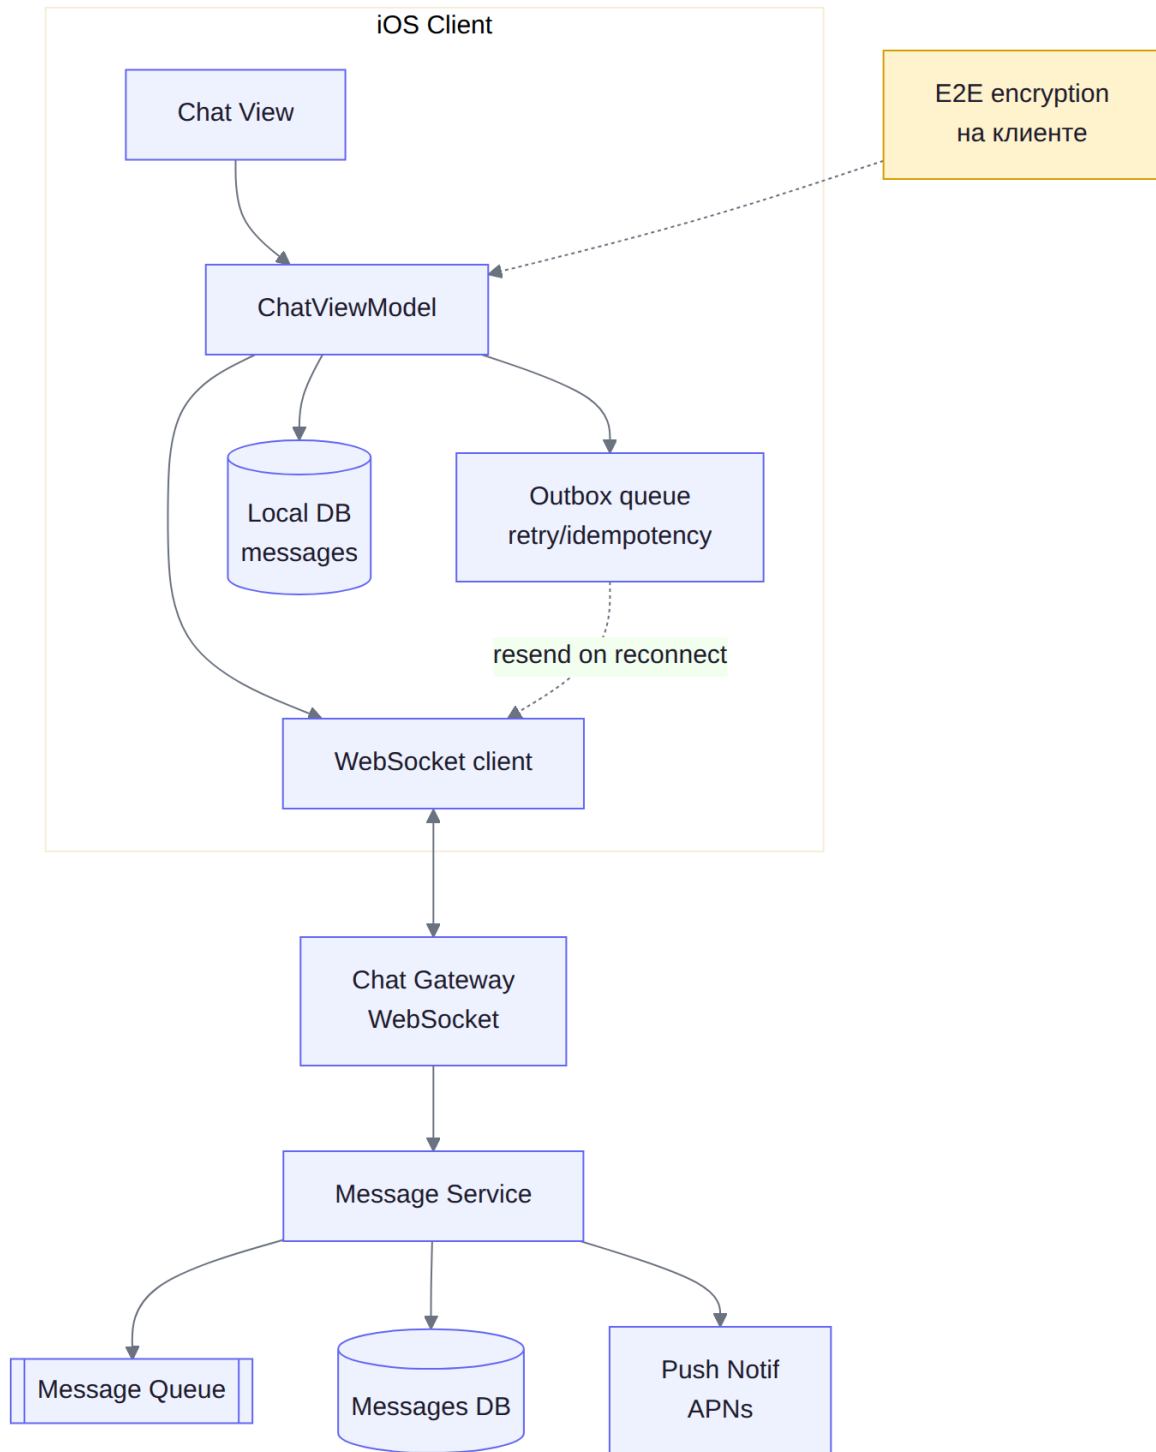 iOS Client
Chat View
E2E encryption
на клиенте
ChatViewModel
Local DB
messages
Outbox queue
retry/idempotency
resend on reconnect
WebSocket client
Chat Gateway
WebSocket
Message Service
Message Queue
Messages DB
Push Notif
APNs